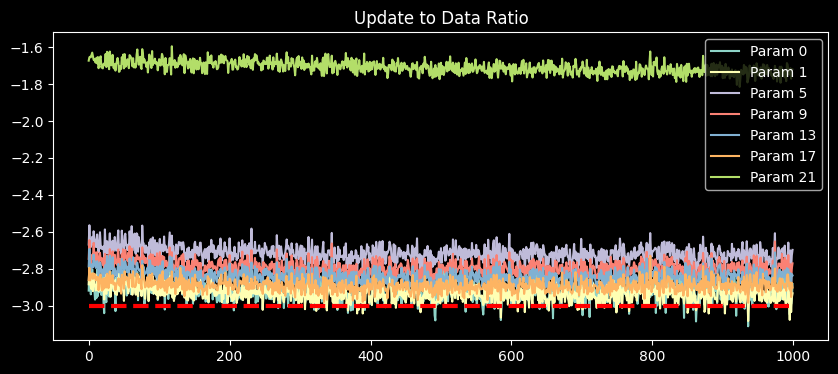 Update to Data Ratio
−1.6
−1.8
−2.0
−2.2
−2.4
−2.6
−2.8
−3.0
0
200
400
600
800
1000
Param 0
Param 1
Param 5
Param 9
Param 13
Param 17
Param 21